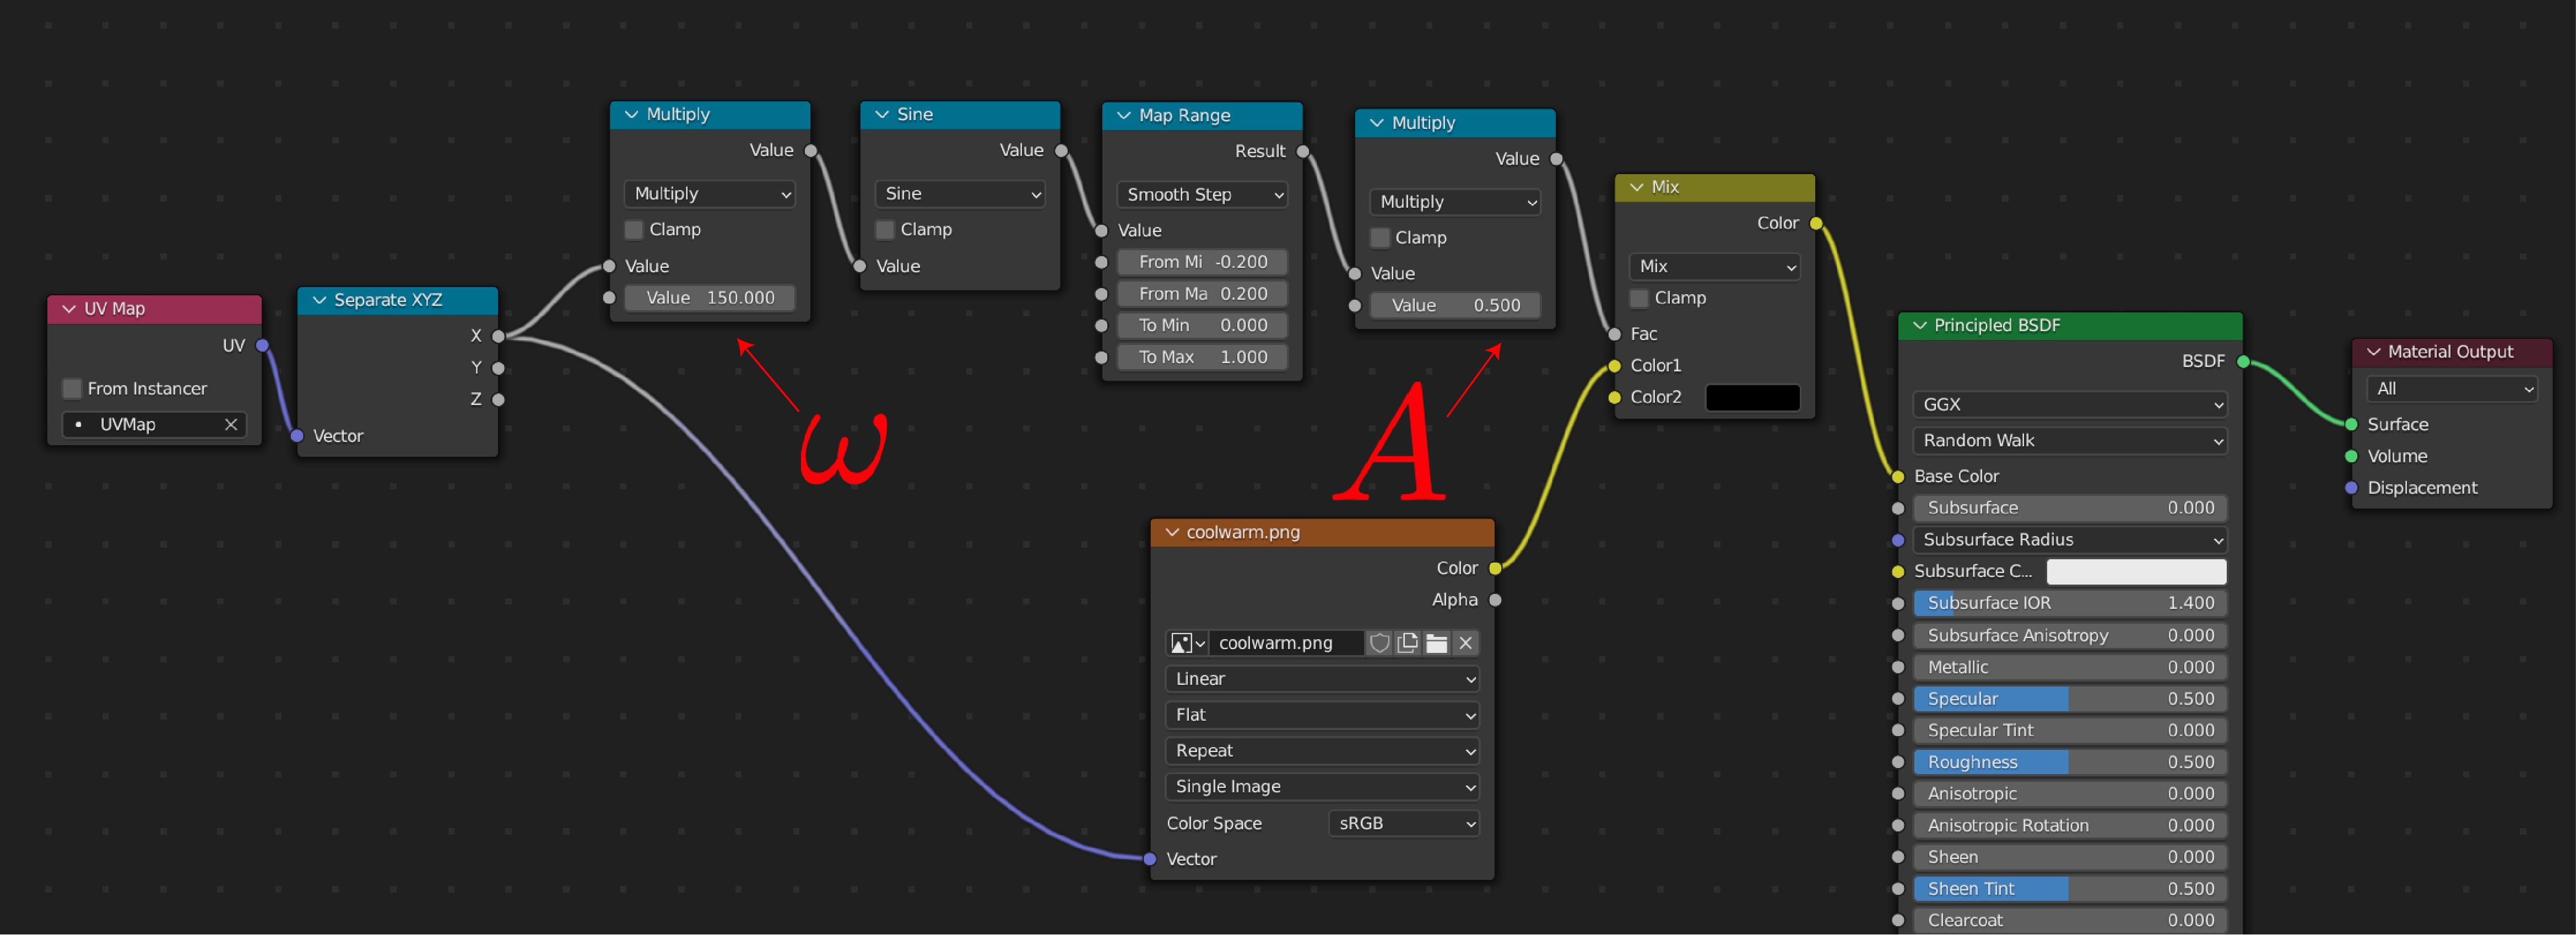 UV Map
UV
From Instancer
UVMap
Separate XYZ
X
Y
Z
Vector
Multiply
Value
Multiply
Clamp
Value
Value 150.000
ω
Sine
Value
Sine
Clamp
Value
Map Range
Result
Smooth Step
Value
From Mi -0.200
From Ma 0.200
To Min 0.000
To Max 1.000
Multiply
Value
Multiply
Clamp
Value
Value 0.500
A
coolwarm.png
Color
Alpha
coolwarm.png
Linear
Flat
Repeat
Single Image
Color Space sRGB
Vector
Mix
Color
Mix
Clamp
Fac
Color1
Color2
Principled BSDF
BSDF
GGX
Random Walk
Base Color
Subsurface 0.000
Subsurface Radius
Subsurface C...
Subsurface IOR 1.400
Subsurface Anisotropy 0.000
Metallic 0.000
Specular 0.500
Specular Tint 0.000
Roughness 0.500
Anisotropic 0.000
Anisotropic Rotation 0.000
Sheen 0.000
Sheen Tint 0.500
Clearcoat 0.000
Material Output
All
Surface
Volume
Displacement